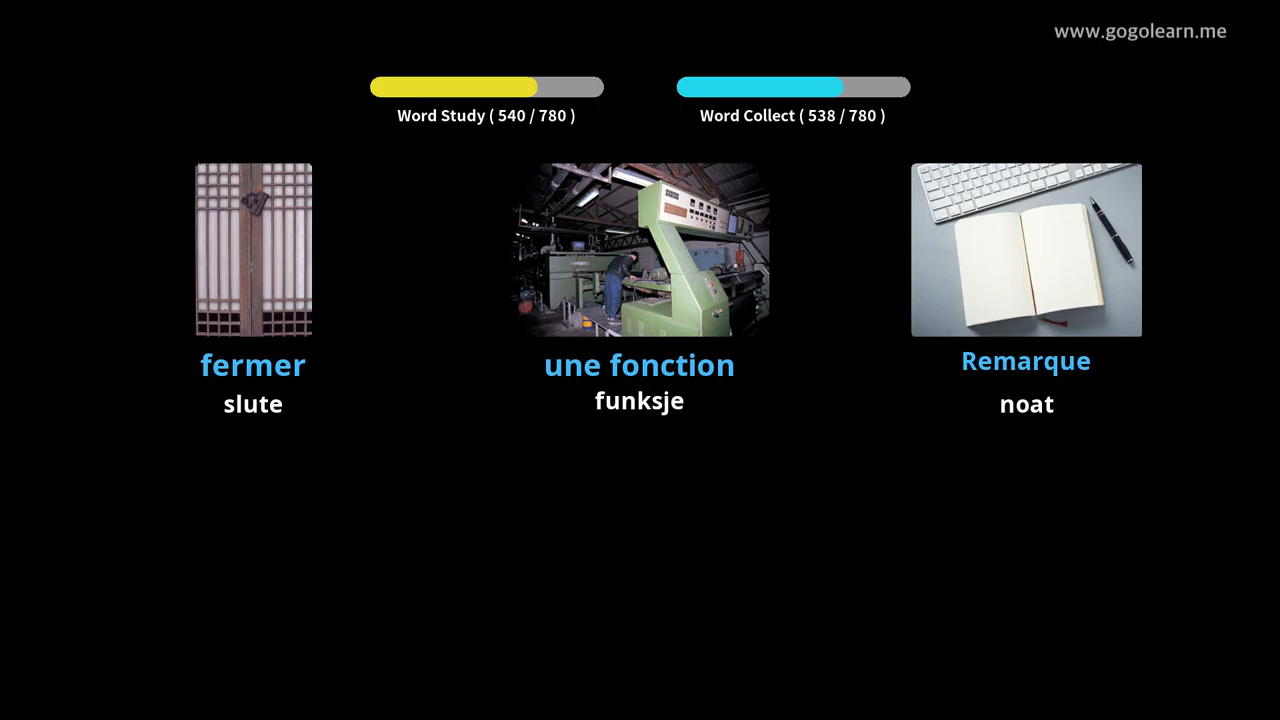 www.gogolearn.me
Word Study ( 540 / 780 )
Word Collect ( 538 / 780 )
fermer
slute
une fonction
funksje
Remarque
noat